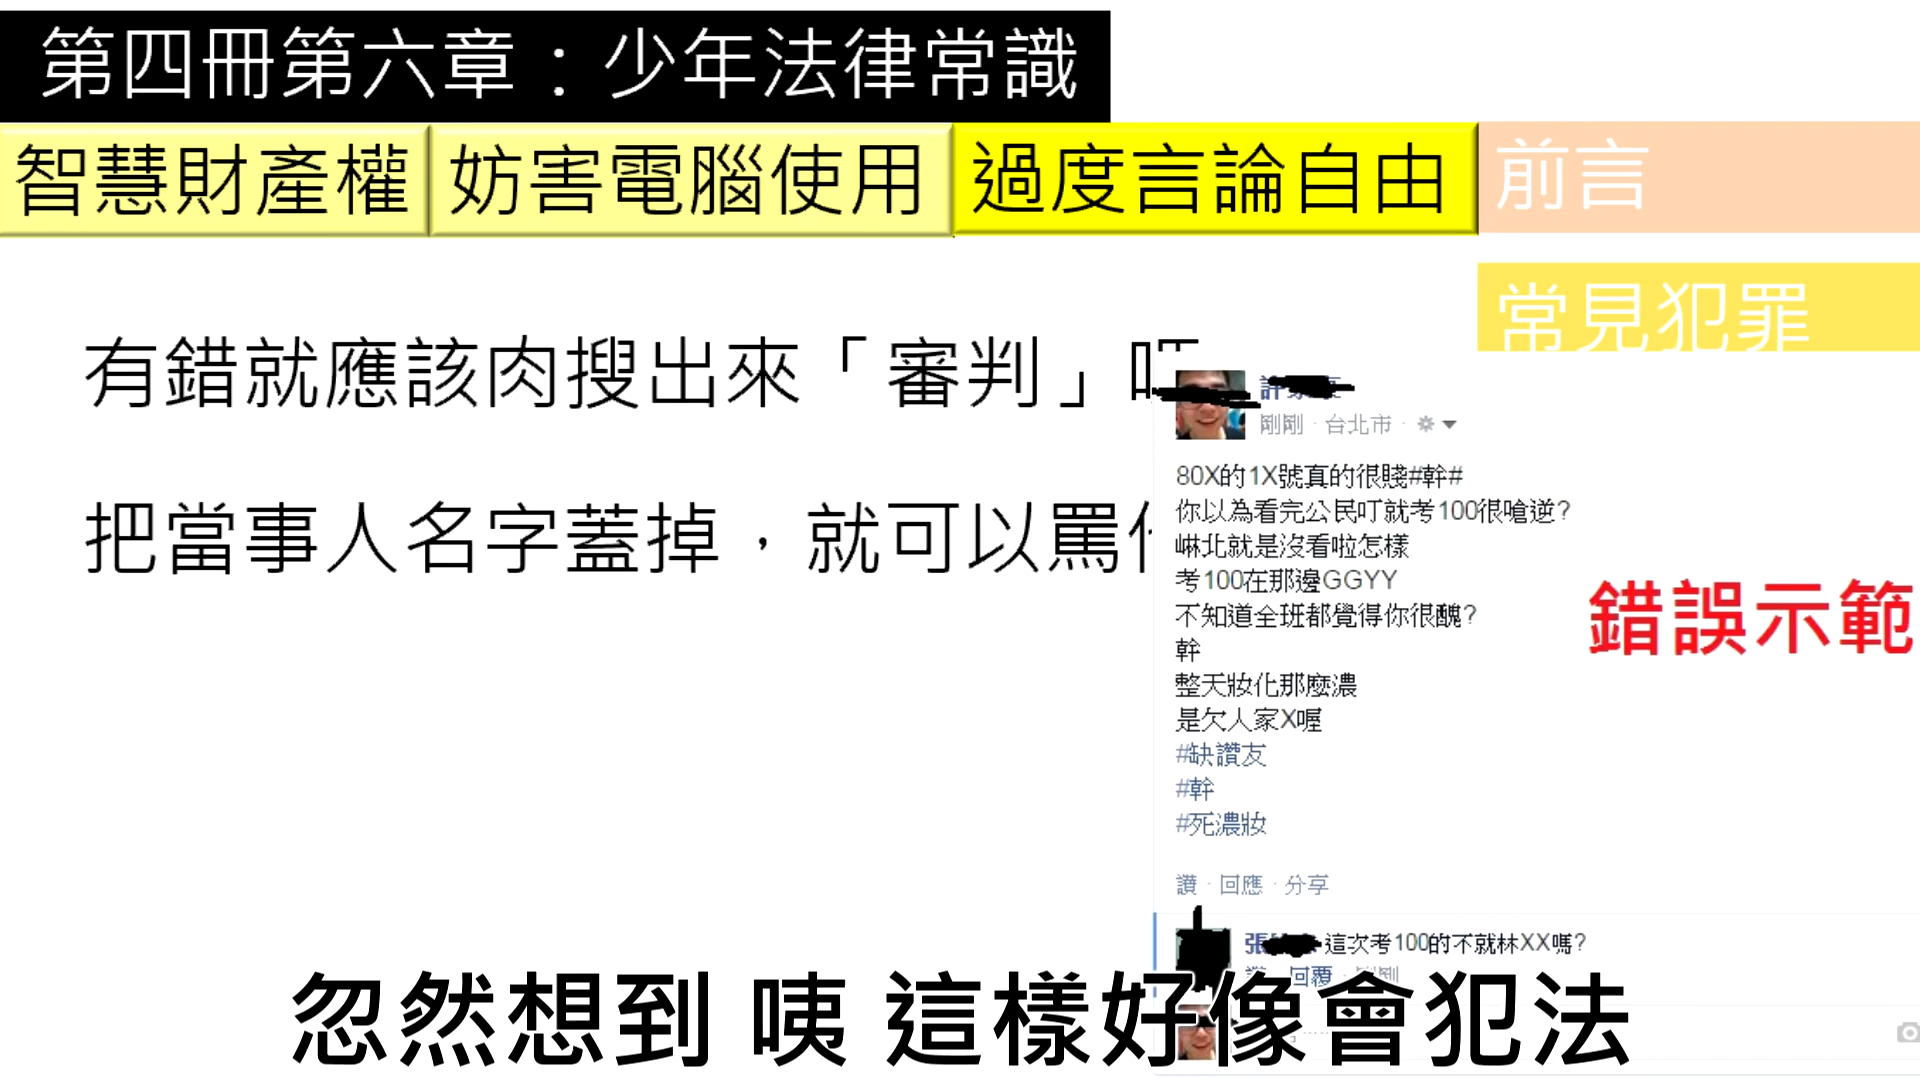 第四冊第六章：少年法律常識
智慧財產權
妨害電腦使用
過度言論自由
前言
常見犯罪
有錯就應該肉搜出來「審判」
把當事人名字蓋掉，就可以罵
許
剛剛 · 台北市
80X的1X號真的很賤#幹#
你以為看完公民叮就考100很嗆逆?
崊北就是沒看啦怎樣
考100在那邊GGYY
不知道全班都覺得你很醜?
幹
整天妝化那麼濃
是欠人家X喔
#缺讚友
#幹
#死濃妝
讚 · 回應 · 分享
錯誤示範
張 這次考100的不就林XX嗎?
回覆 剛剛
忽然想到 咦 這樣好像會犯法